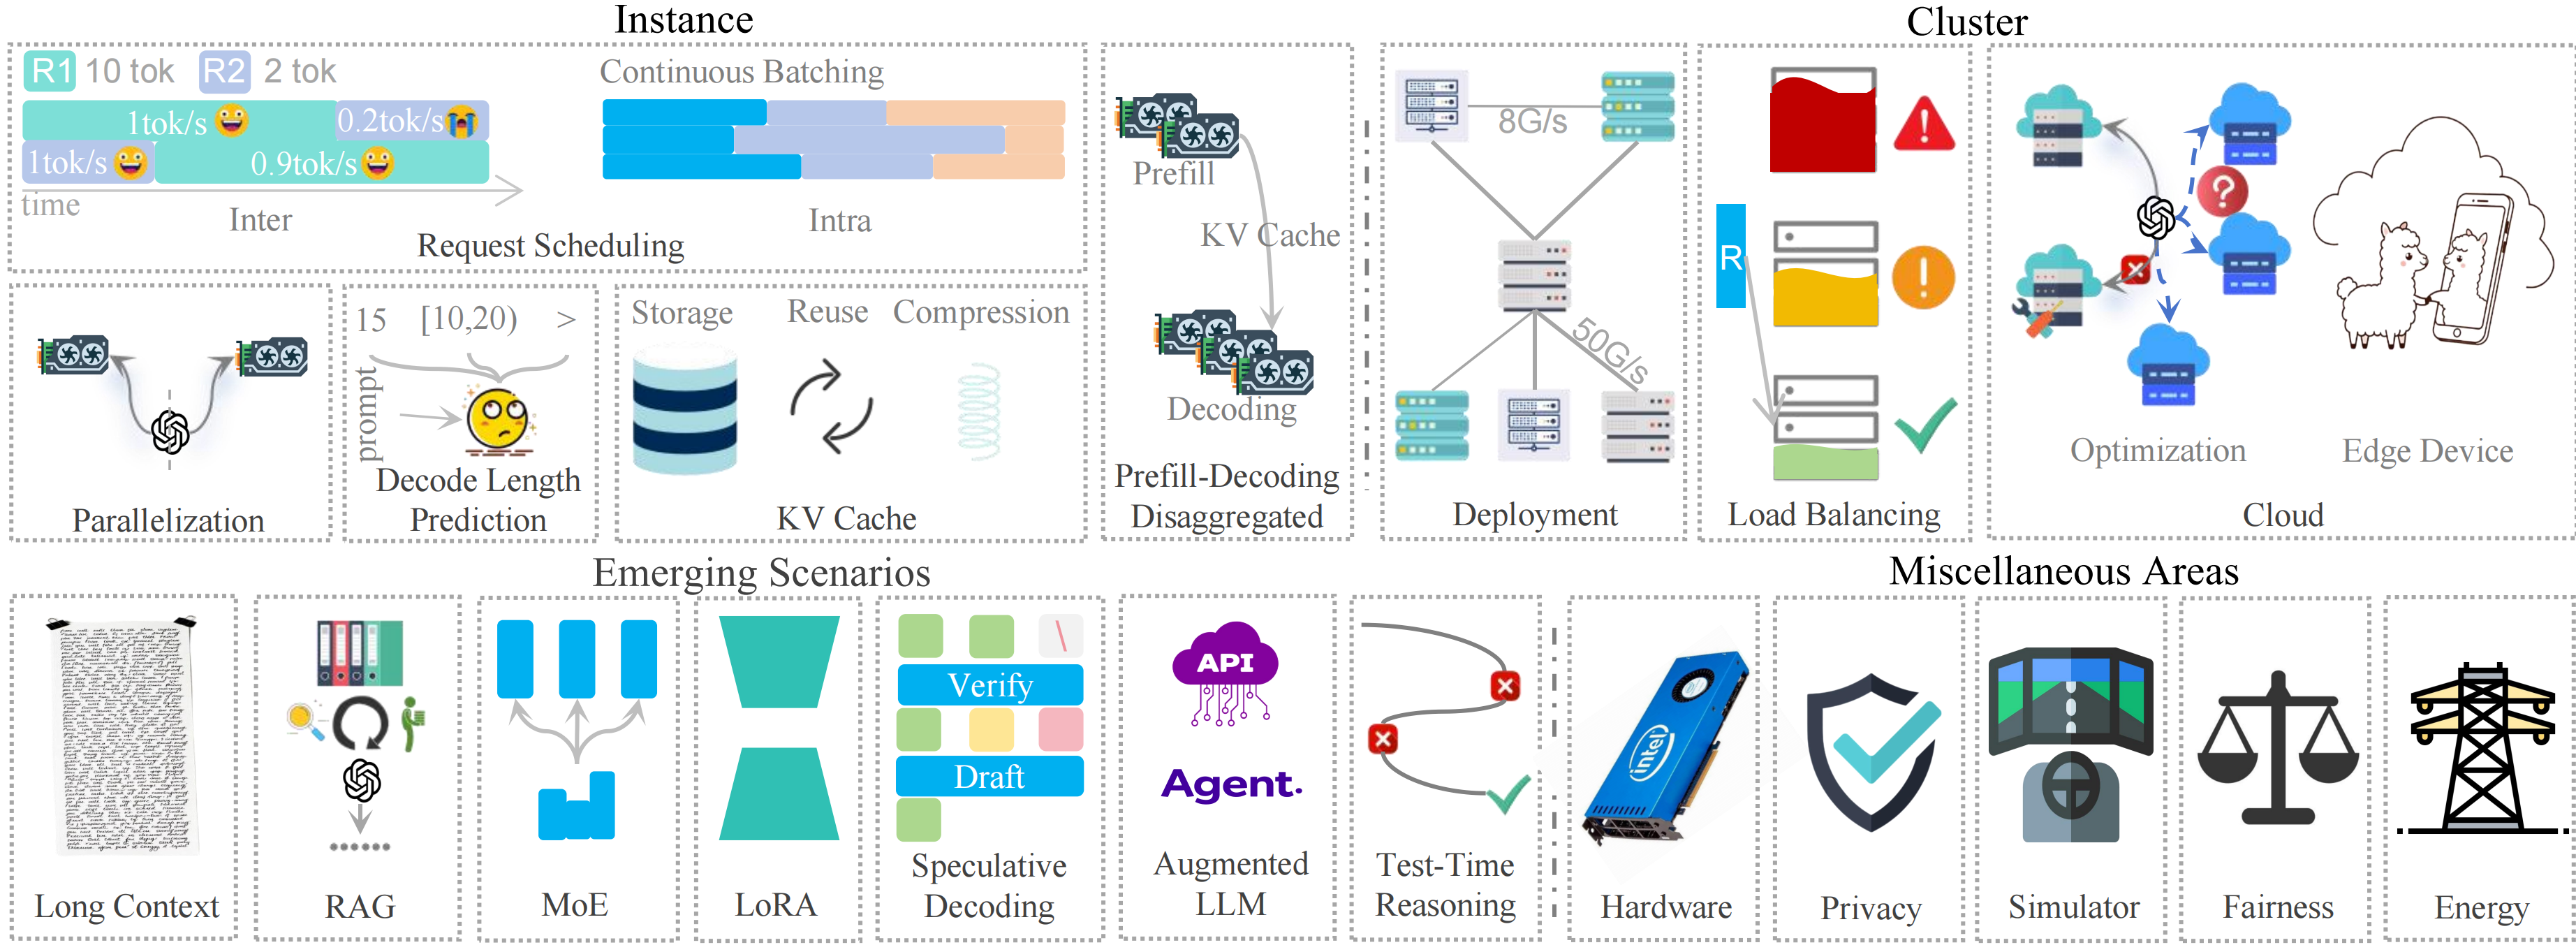 Instance
R1 10 tok R2 2 tok
1tok/s 0.2tok/s
1tok/s 0.9tok/s
time
Inter
Continuous Batching
Intra
Request Scheduling
Parallelization
15 [10,20) >
prompt
Decode Length
Prediction
Storage Reuse Compression
KV Cache
Prefill
KV Cache
Decoding
Prefill-Decoding
Disaggregated
Cluster
8G/s
50G/s
Deployment
R
Load Balancing
Optimization
Edge Device
Cloud
Emerging Scenarios
Long Context
RAG
MoE
LoRA
Verify
Draft
Speculative
Decoding
API
Agent.
Augmented
LLM
Test-Time
Reasoning
Miscellaneous Areas
intel
Hardware
Privacy
Simulator
Fairness
Energy